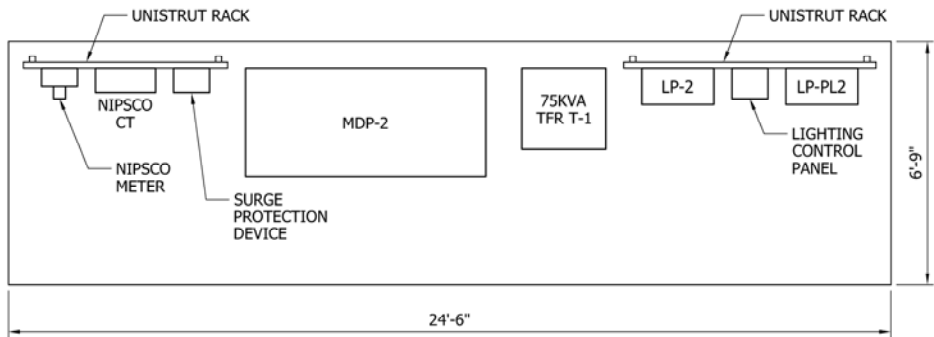 UNISTRUT RACK
UNISTRUT RACK
NIPSCO
CT
MDP-2
75KVA
TFR T-1
LP-2
LP-PL2
NIPSCO
METER
SURGE
PROTECTION
DEVICE
LIGHTING
CONTROL
PANEL
6'-9"
24'-6"